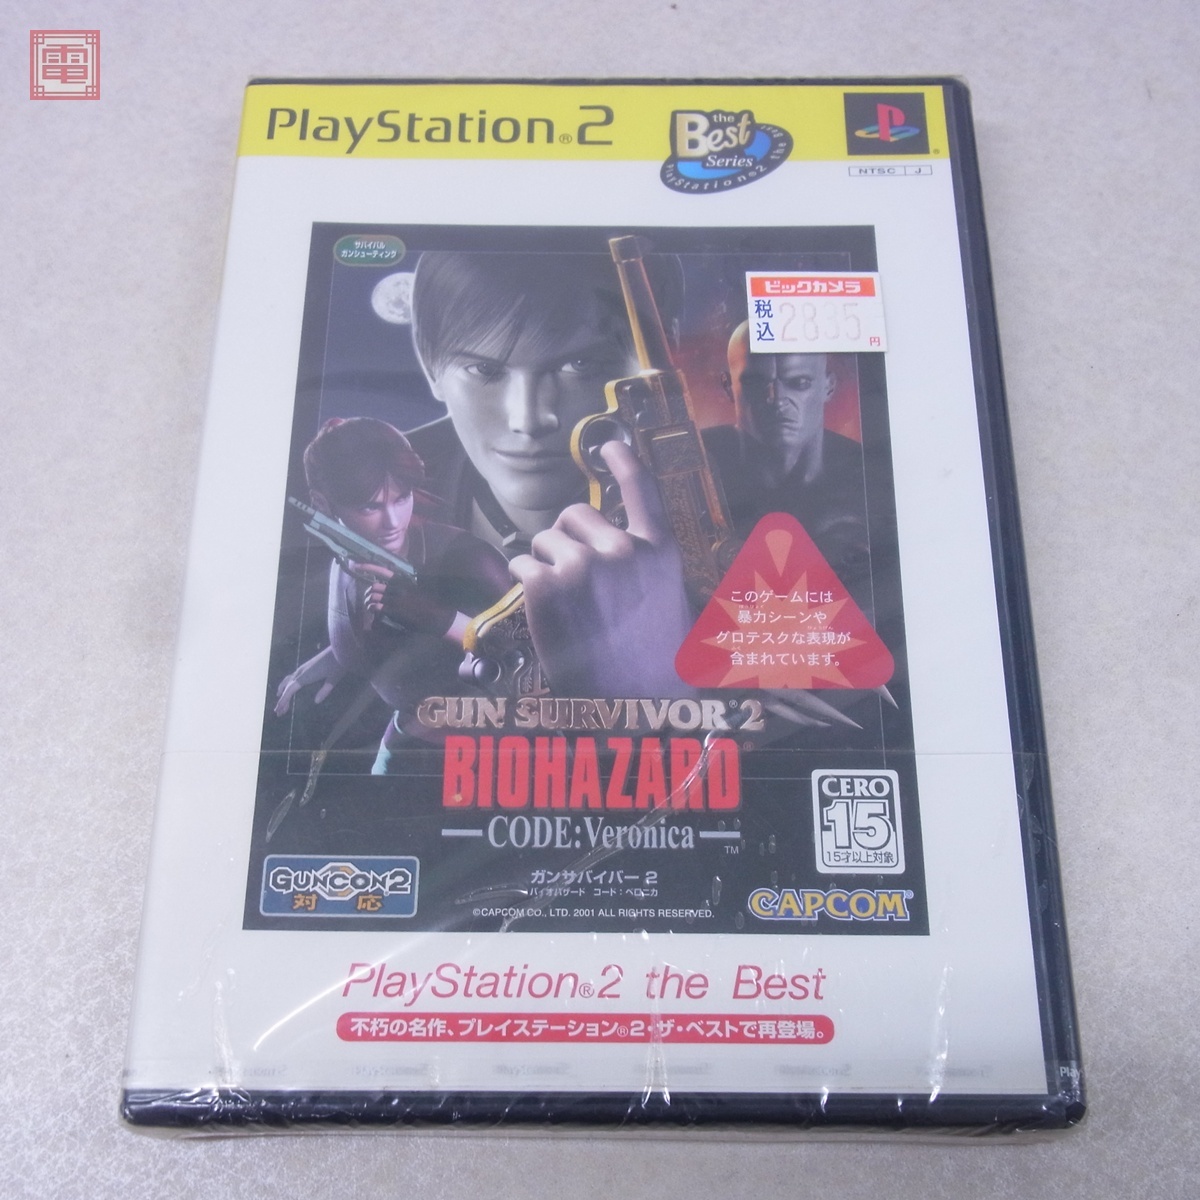 電
PlayStation®2
the
Best
Series
PlayStation®2 the Best
NTSC J
サバイバル
ガンシューティング
ビックカメラ
税込 2835 円
このゲームには
暴力シーンや
グロテスクな表現が
含まれています。
GUN SURVIVOR®2
BIOHAZARD®
CODE:Veronica
TM
ガンサバイバー2
バイオハザード コード:ベロニカ
©CAPCOM CO., LTD. 2001 ALL RIGHTS RESERVED.
GUNCON2
対応
CERO
15
15才以上対象
CAPCOM®
PlayStation®2 the Best
不朽の名作、プレイステーション®2・ザ・ベストで再登場。
Play